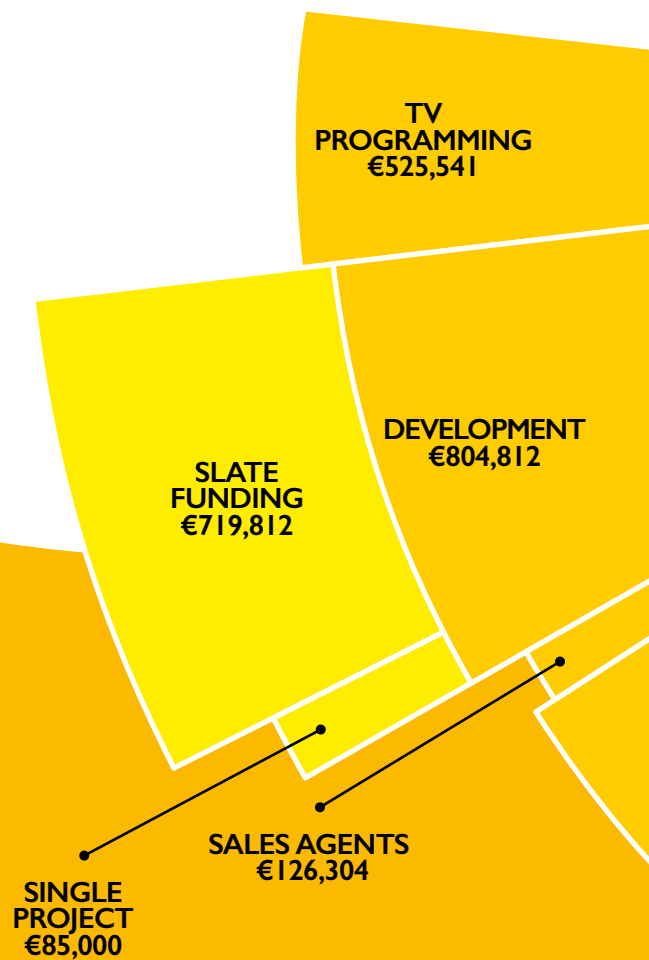 TV
PROGRAMMING
€525,541
DEVELOPMENT
€804,812
SLATE
FUNDING
€719,812
SALES AGENTS
€126,304
SINGLE
PROJECT
€85,000